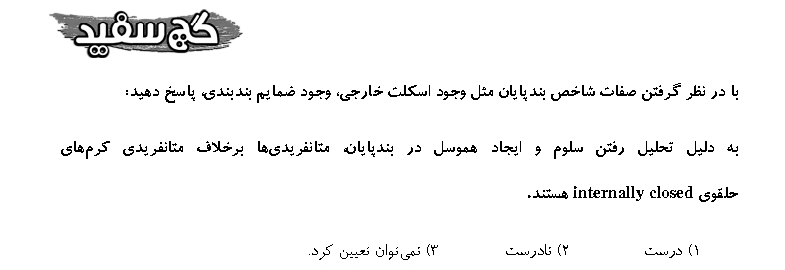 گچ سفید
با در نظر گرفتن صفات شاخص بندپایان مثل وجود اسکلت خارجی، وجود ضمایم بندبندی، پاسخ دهید:
به دلیل تحلیل رفتن سلوم و ایجاد هموسل در بندپایان، متانفریدی‌ها برخلاف متانفریدی کرم‌های
حلقوی internally closed هستند.
۱) درست ۲) نادرست ۳) نمی‌توان تعیین کرد.